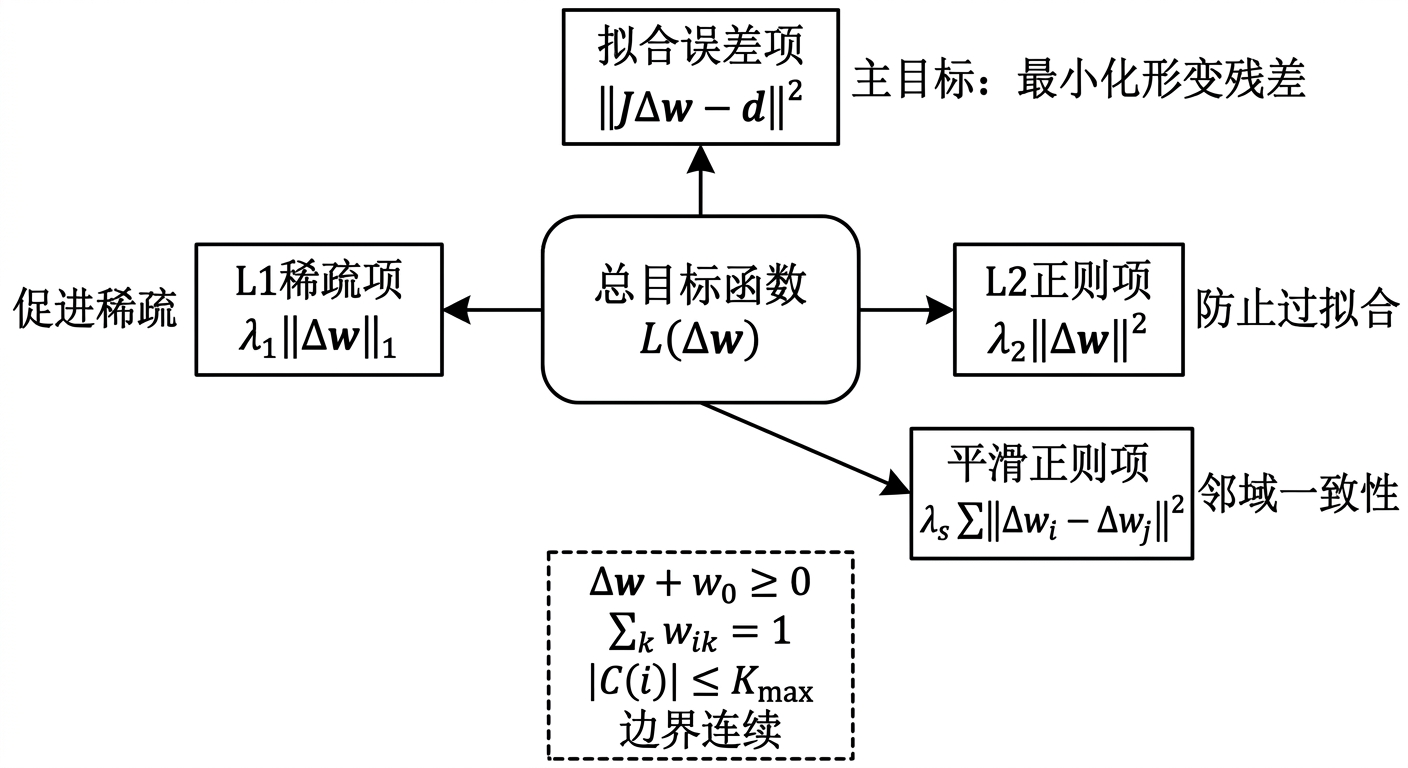 拟合误差项
‖JΔw − d‖²
主目标：最小化形变残差
促进稀疏
L1稀疏项
λ₁‖Δw‖₁
总目标函数
L(Δw)
L2正则项
λ₂‖Δw‖²
防止过拟合
平滑正则项
λₛ∑‖Δwᵢ − Δwⱼ‖²
邻域一致性
Δw + w₀ ≥ 0
∑ₖ wᵢₖ = 1
|C(i)| ≤ Kmax
边界连续